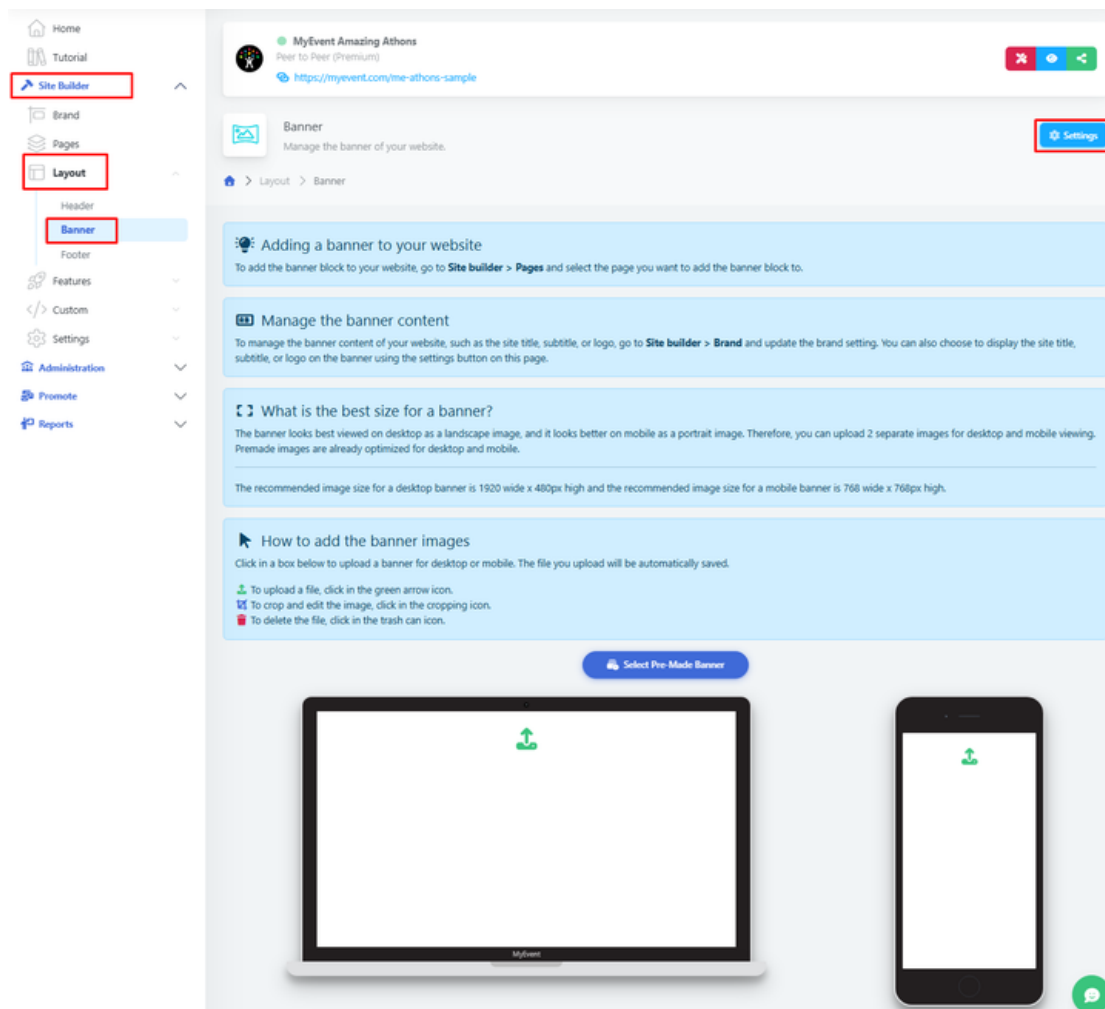 Home
Tutorial
Site Builder
Brand
Pages
Layout
Header
Banner
Footer
Features
Custom
Settings
Administration
Promote
Reports
MyEvent Amazing Athons
Peer to Peer (Premium)
https://myevent.com/me-athons-sample
Banner
Manage the banner of your website.
Settings
> Layout > Banner
Adding a banner to your website
To add the banner block to your website, go to Site builder > Pages and select the page you want to add the banner block to.
Manage the banner content
To manage the banner content of your website, such as the site title, subtitle, or logo, go to Site builder > Brand and update the brand setting. You can also choose to display the site title,
subtitle, or logo on the banner using the settings button on this page.
What is the best size for a banner?
The banner looks best viewed on desktop as a landscape image, and it looks better on mobile as a portrait image. Therefore, you can upload 2 separate images for desktop and mobile viewing.
Premade images are already optimized for desktop and mobile.
The recommended image size for a desktop banner is 1920 wide x 480px high and the recommended image size for a mobile banner is 768 wide x 768px high.
How to add the banner images
Click in a box below to upload a banner for desktop or mobile. The file you upload will be automatically saved.
To upload a file, click in the green arrow icon.
To crop and edit the image, click in the cropping icon.
To delete the file, click in the trash can icon.
Select Pre-Made Banner
MyEvent